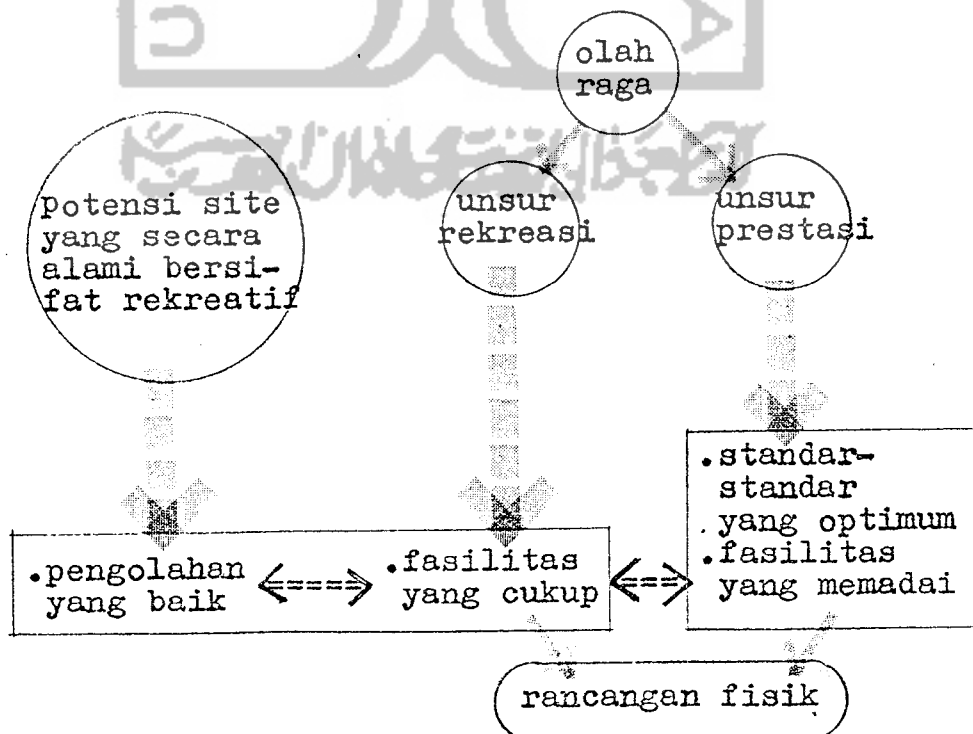 olah
raga
potensi site
yang secara
alami bersi-
fat rekreatif
unsur
rekreasi
unsur
prestasi
.standar-
standar
yang optimum
.fasilitas
yang memadai
.pengolahan
yang baik
<====>
.fasilitas
yang cukup
<===>
rancangan fisik